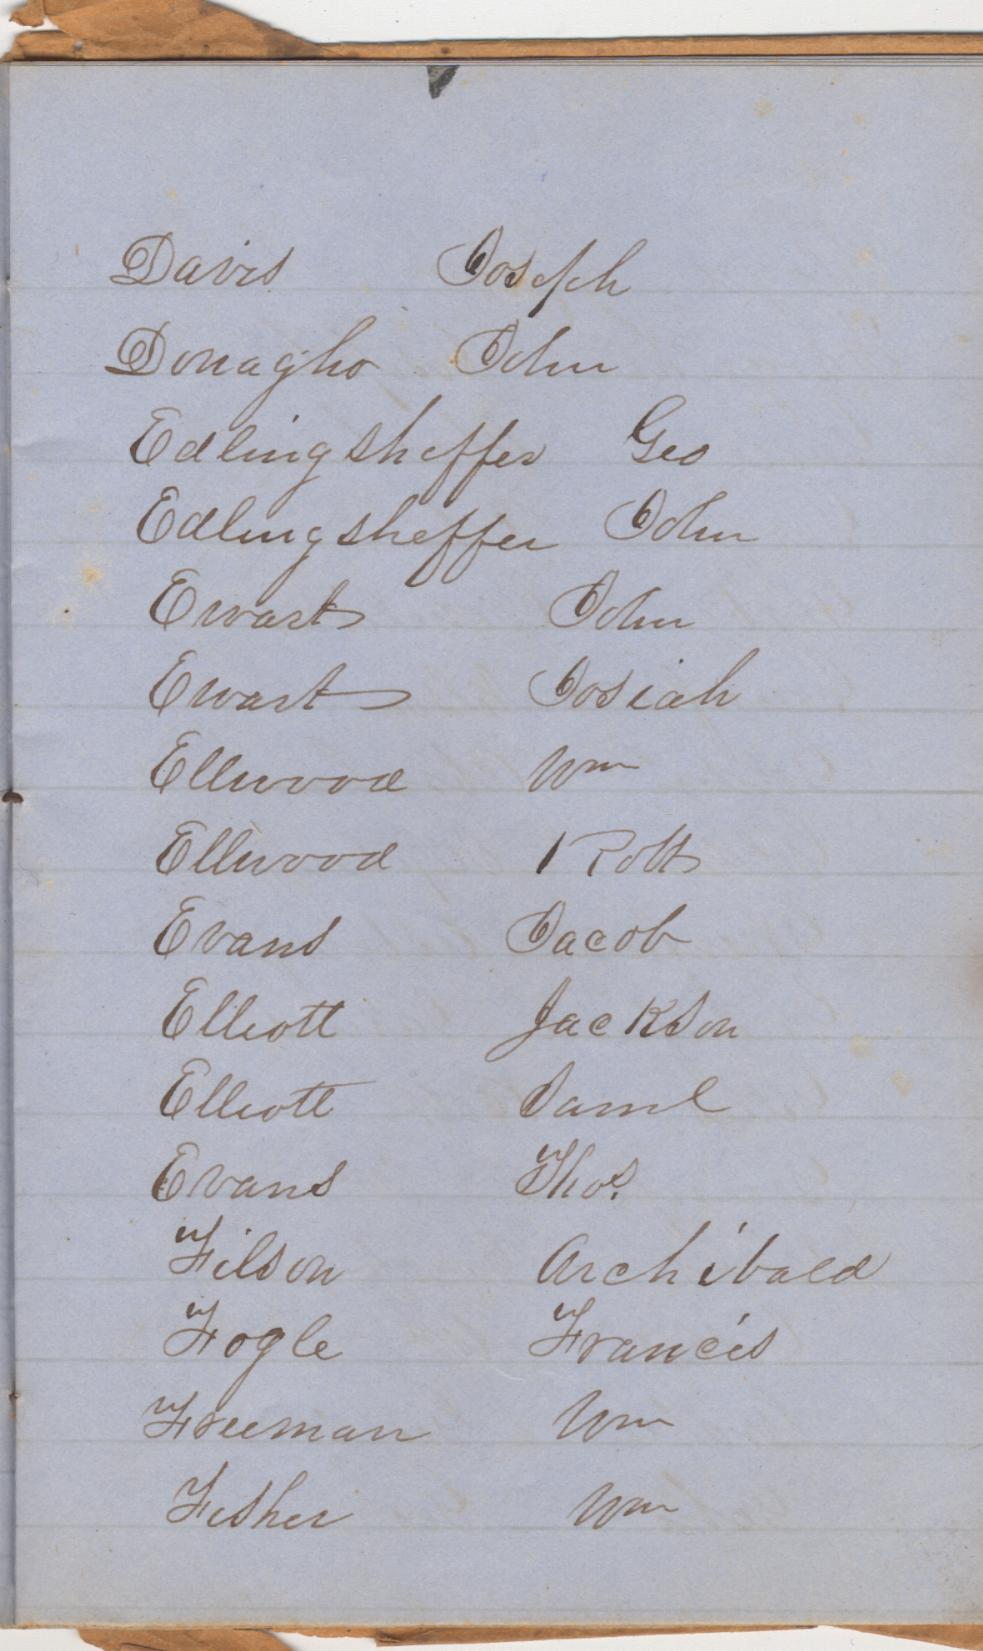 Davis Joseph
Donagho John
Edlingsheffer Geo
Edlingsheffer John
Ewart John
Ewart Josiah
Ellwood Wm
Ellwood Robt
Evans Jacob
Elliott Jackson
Elliott Saml
Evans Thos.
Filson Archibald
Fogle Francis
Freeman Wm
Fisher Wm